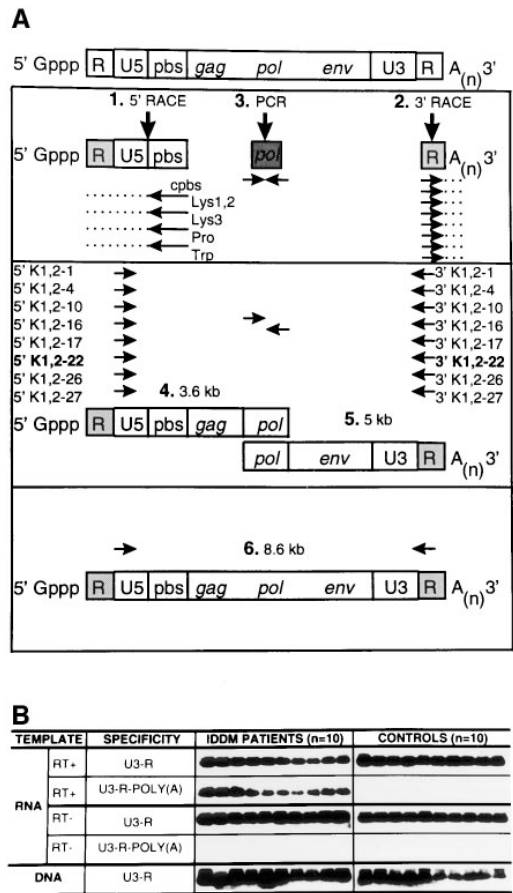 A
5' Gppp R U5 pbs gag pol env U3 R A(n)3'
1. 5' RACE 3. PCR 2. 3' RACE
5' Gppp R U5 pbs pol R A(n)3'
cpbs
Lys1,2
Lys3
Pro
Trp
5' K1,2-1 3' K1,2-1
5' K1,2-4 3' K1,2-4
5' K1,2-10 3' K1,2-10
5' K1,2-16 3' K1,2-16
5' K1,2-17 3' K1,2-17
5' K1,2-22 3' K1,2-22
5' K1,2-26 3' K1,2-26
5' K1,2-27 3' K1,2-27
4. 3.6 kb 5. 5 kb
5' Gppp R U5 pbs gag pol
pol env U3 R A(n)3'
6. 8.6 kb
5' Gppp R U5 pbs gag pol env U3 R A(n)3'
B
TEMPLATE SPECIFICITY IDDM PATIENTS (n=10) CONTROLS (n=10)
RNA
RT+ U3-R
RT+ U3-R-POLY(A)
RT- U3-R
RT- U3-R-POLY(A)
DNA U3-R